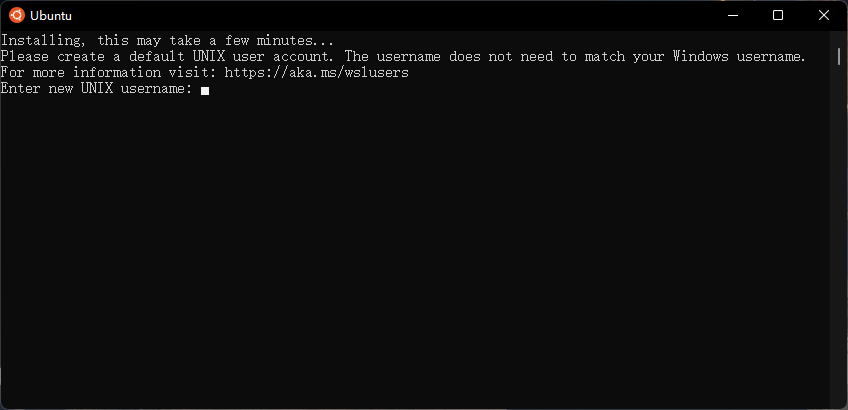 Ubuntu
Installing, this may take a few minutes...
Please create a default UNIX user account. The username does not need to match your Windows username.
For more information visit: https://aka.ms/wslusers
Enter new UNIX username: